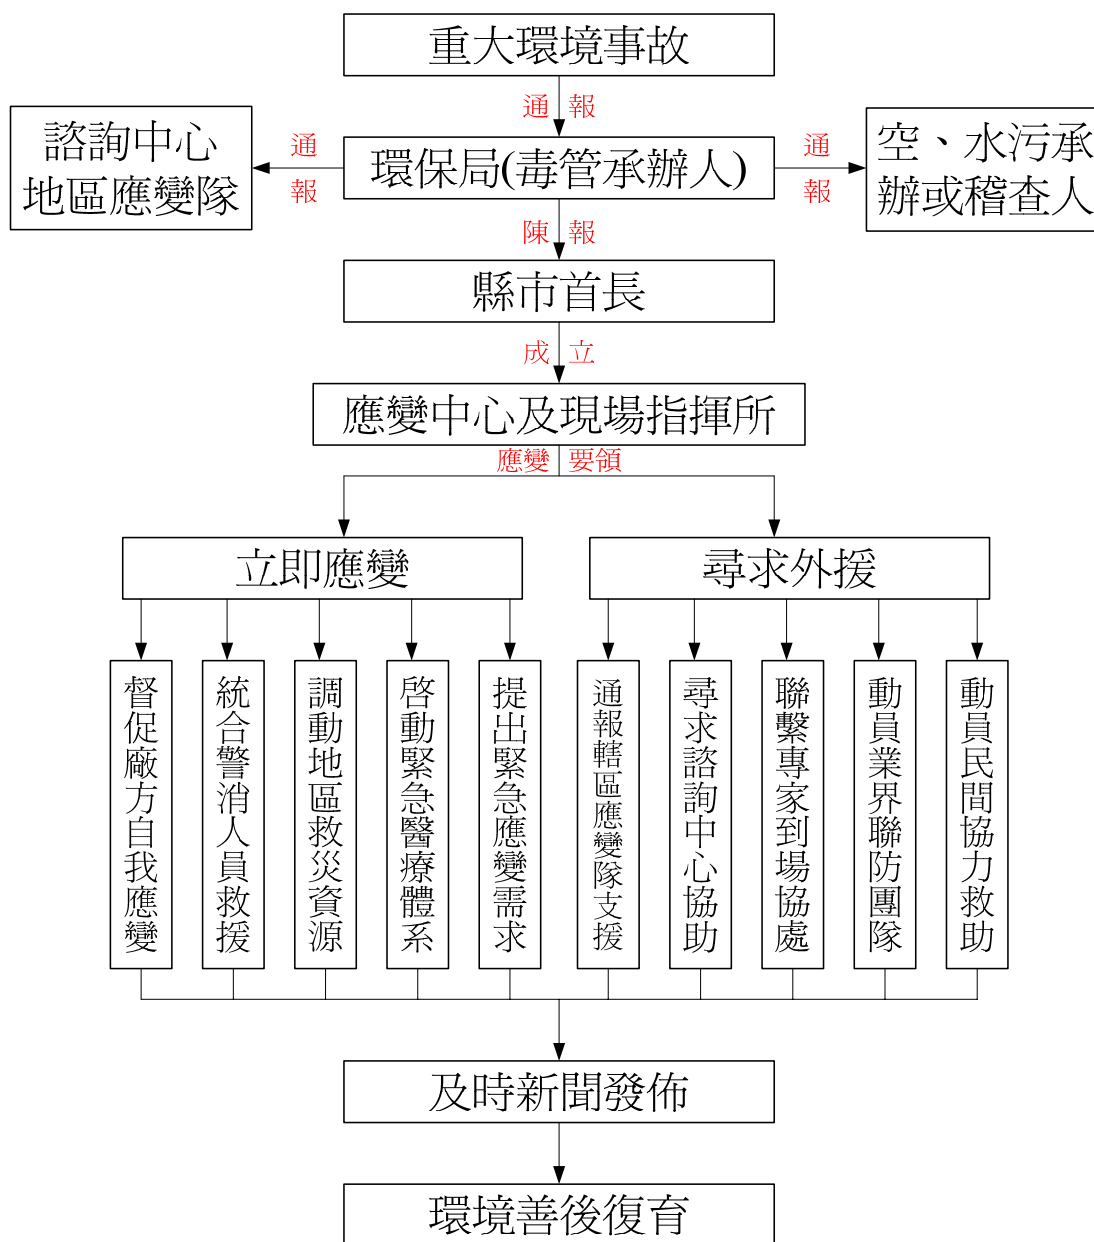 重大環境事故
通報
諮詢中心
地區應變隊
通
報
環保局(毒管承辦人)
通
報
空、水污承
辦或稽查人
陳報
縣市首長
成立
應變中心及現場指揮所
應變要領
立即應變
尋求外援
督促廠方自我應變
統合警消人員救援
調動地區救災資源
啓動緊急醫療體系
提出緊急應變需求
通報轄區應變隊支援
尋求諮詢中心協助
聯繫專家到場協處
動員業界聯防團隊
動員民間協力救助
及時新聞發佈
環境善後復育